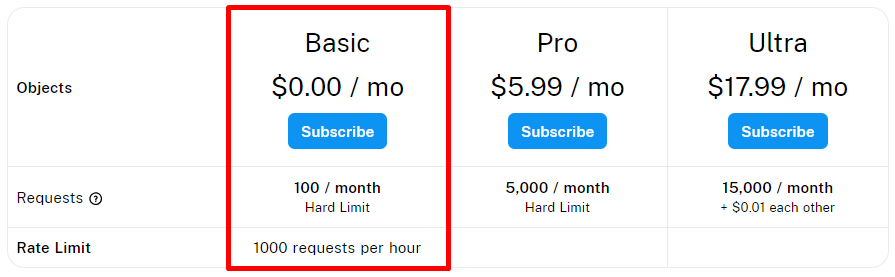 Basic
Pro
Ultra
Objects
$0.00 / mo
$5.99 / mo
$17.99 / mo
Subscribe
Subscribe
Subscribe
Requests ?
100 / month
5,000 / month
15,000 / month
Hard Limit
Hard Limit
+ $0.01 each other
Rate Limit
1000 requests per hour